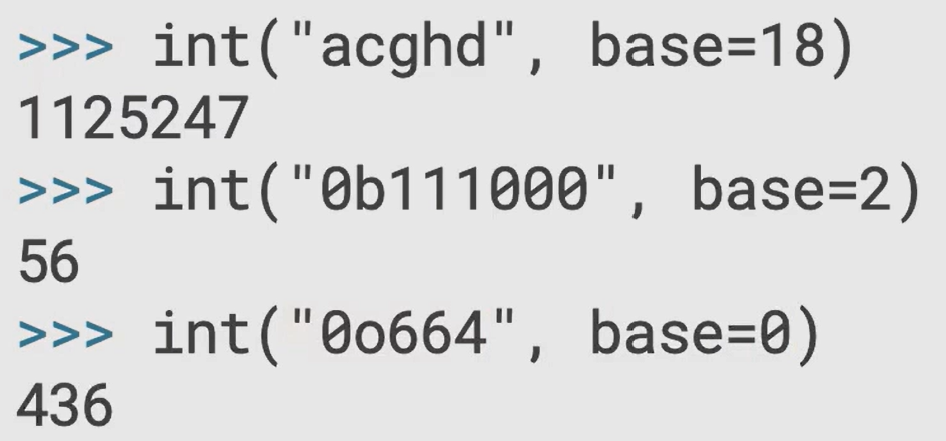 >>> int("acghd", base=18)
1125247
>>> int("0b111000", base=2)
56
>>> int("0o664", base=0)
436